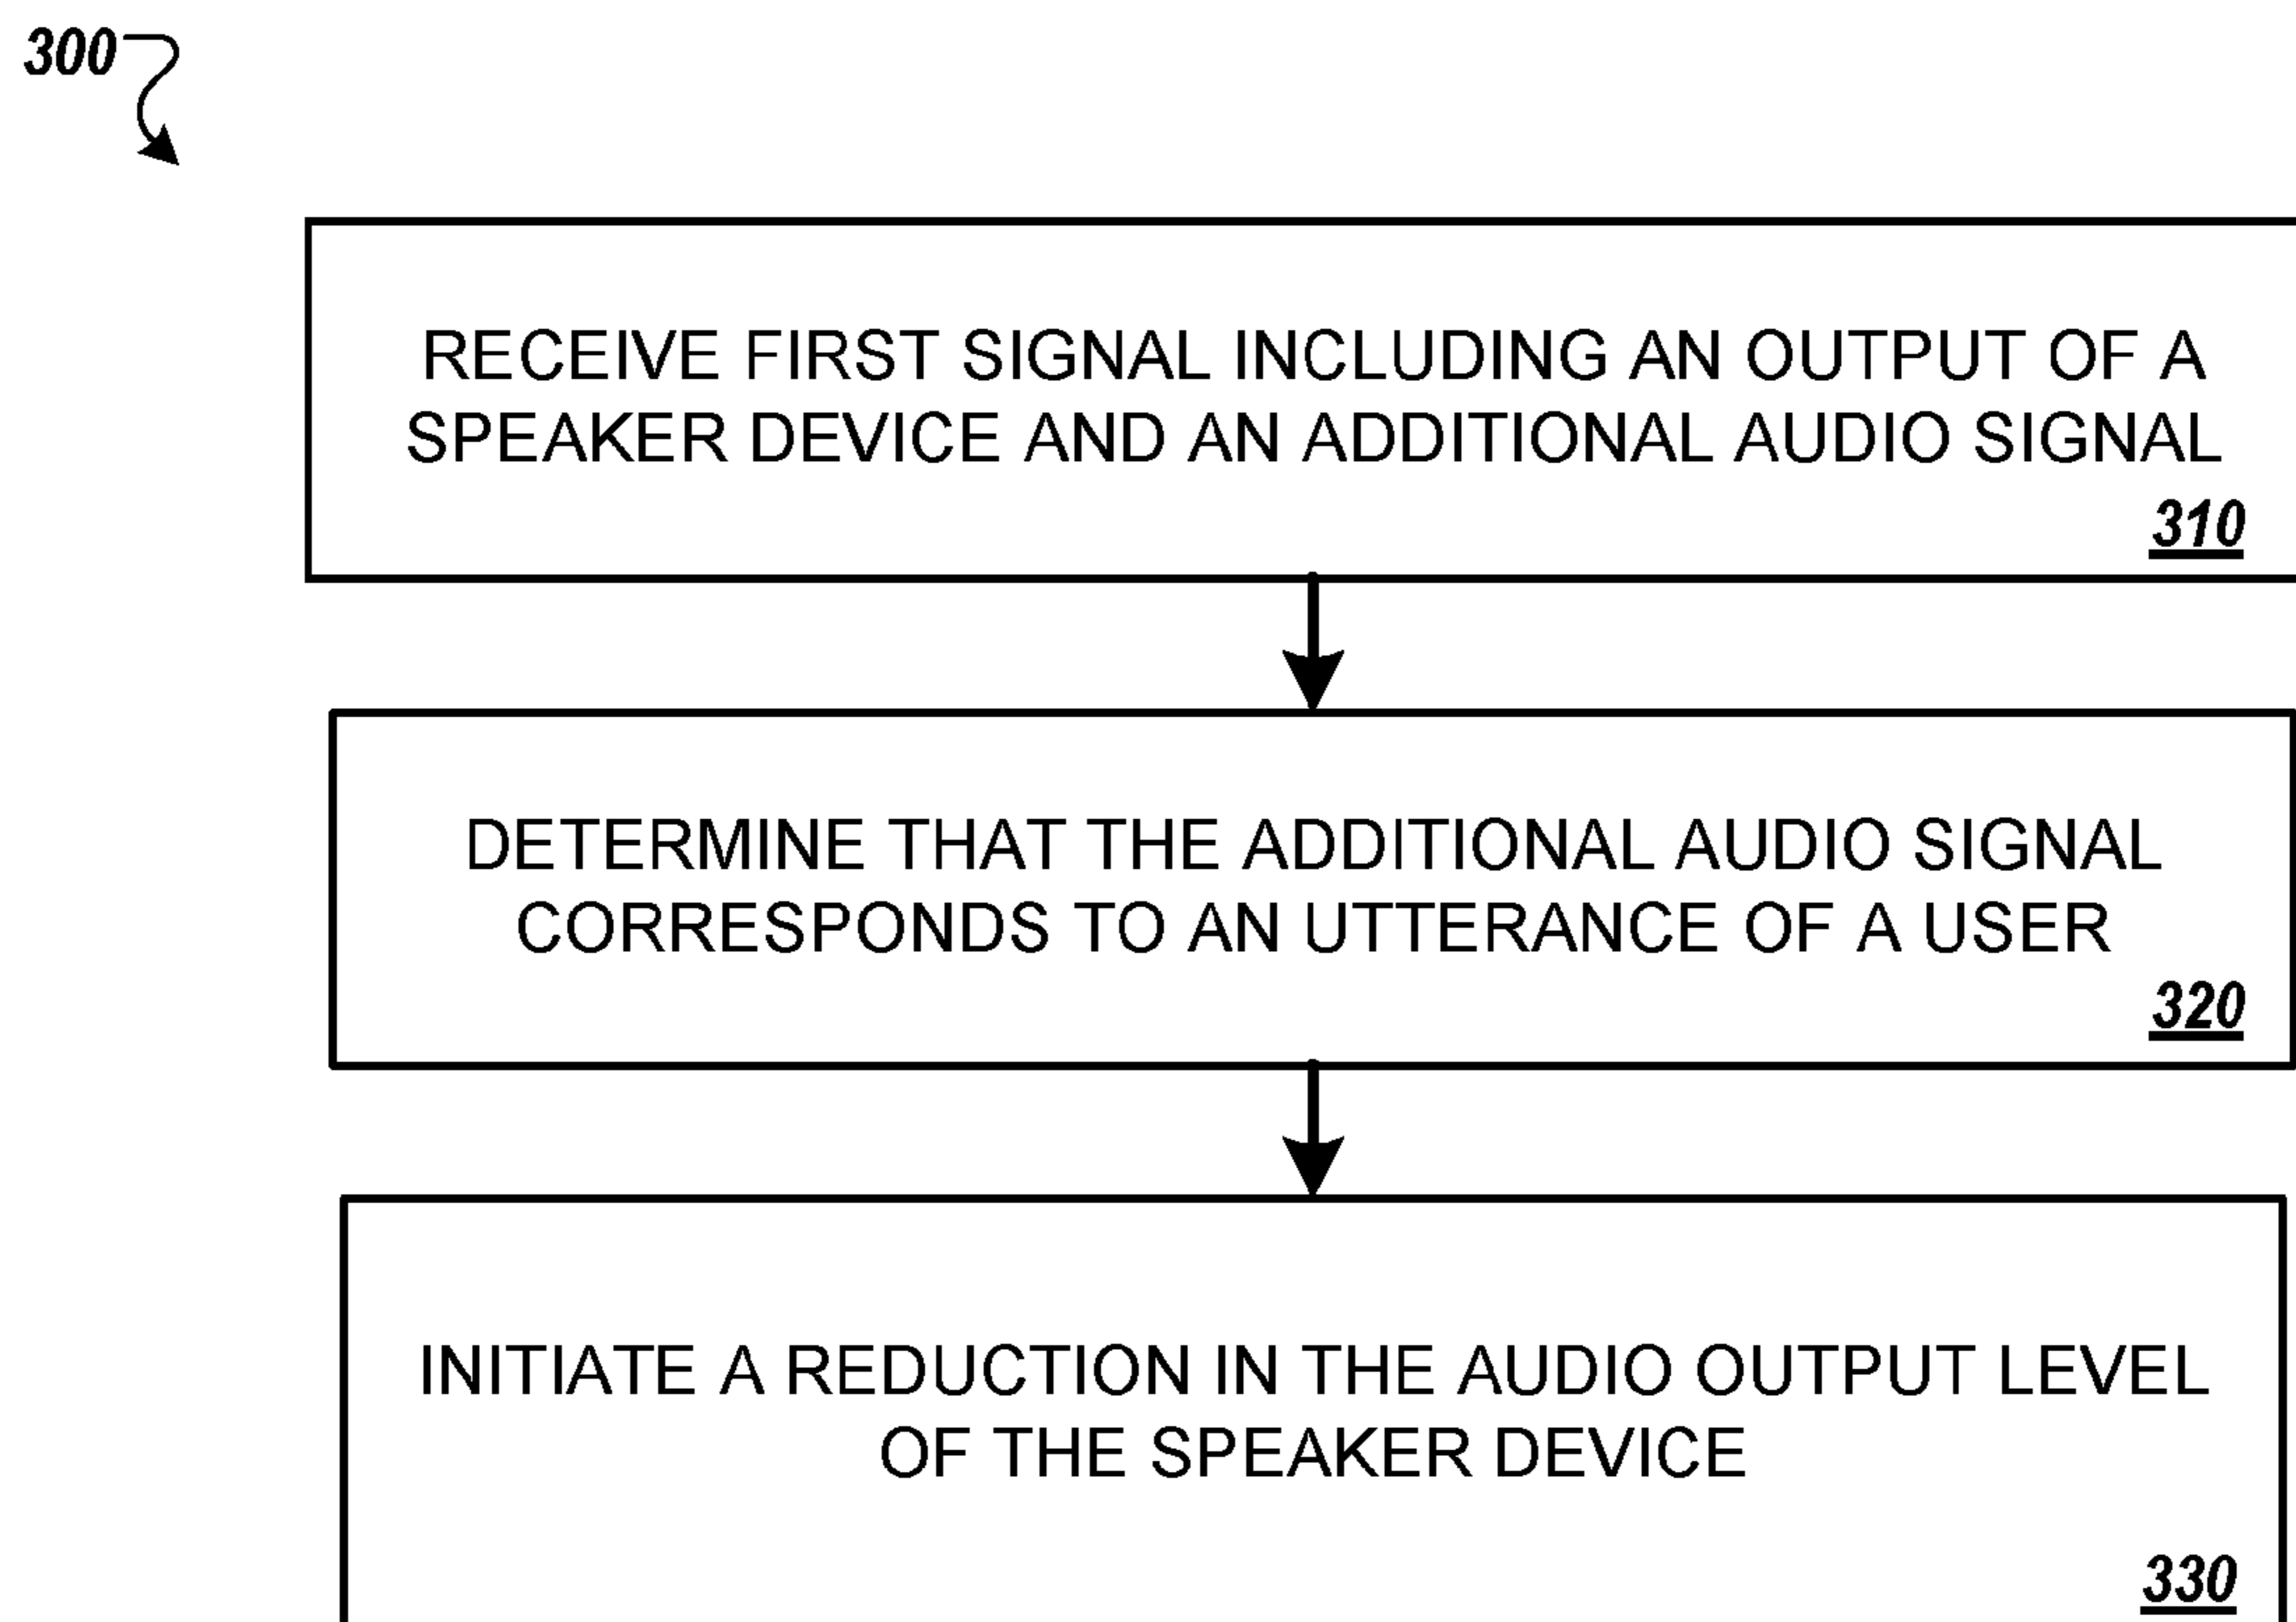 300
RECEIVE FIRST SIGNAL INCLUDING AN OUTPUT OF A
SPEAKER DEVICE AND AN ADDITIONAL AUDIO SIGNAL
310
DETERMINE THAT THE ADDITIONAL AUDIO SIGNAL
CORRESPONDS TO AN UTTERANCE OF A USER
320
INITIATE A REDUCTION IN THE AUDIO OUTPUT LEVEL
OF THE SPEAKER DEVICE
330